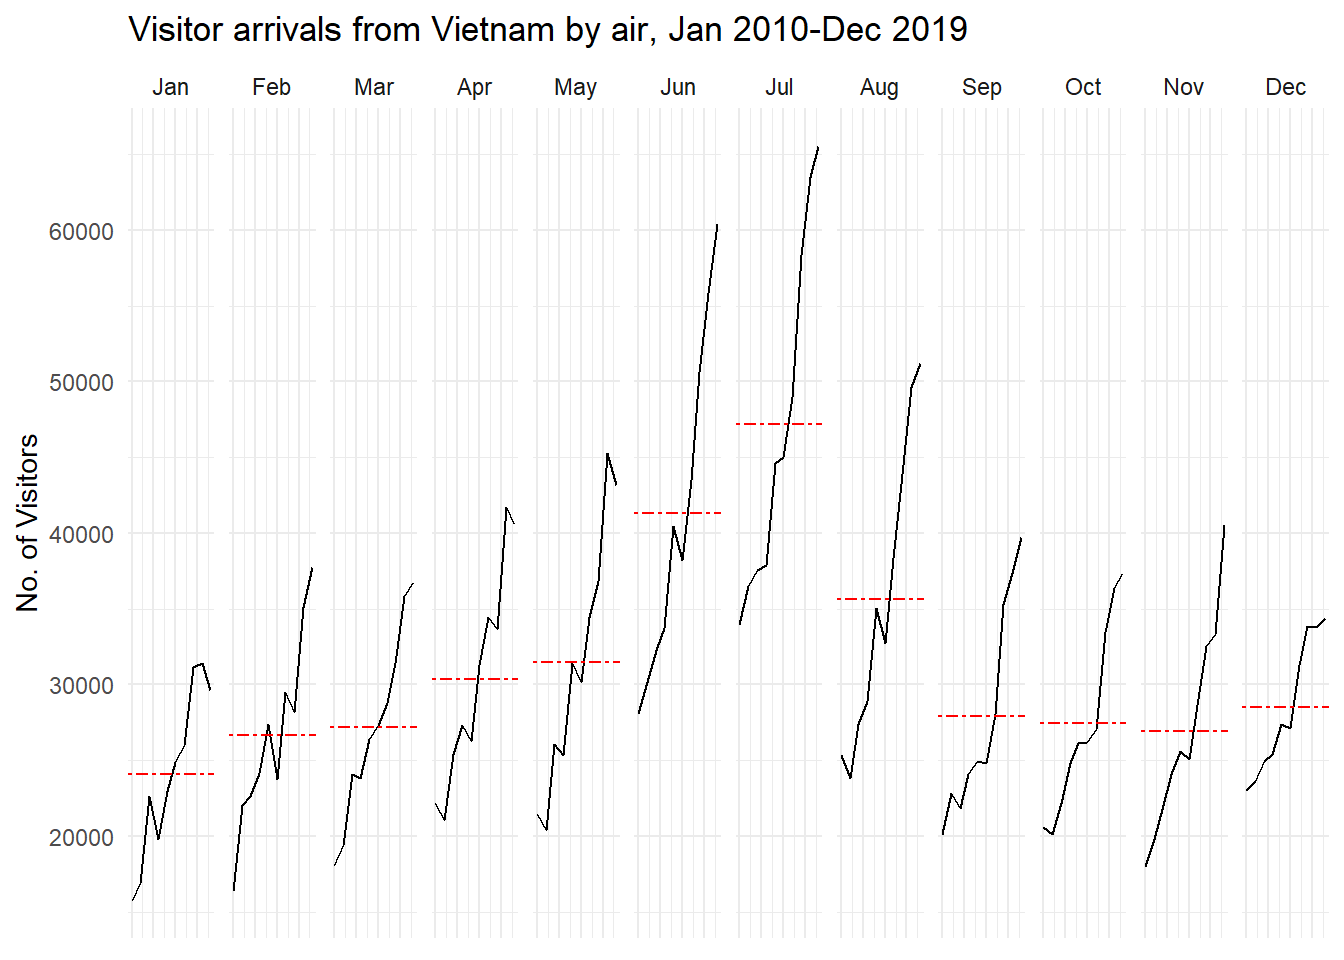 Visitor arrivals from Vietnam by air, Jan 2010-Dec 2019
Jan Feb Mar Apr May Jun Jul Aug Sep Oct Nov Dec
60000
50000
40000
30000
20000
No. of Visitors